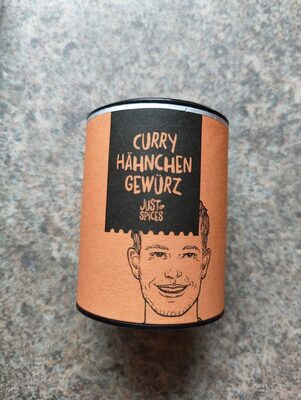 CURRY
HÄHNCHEN
GEWÜRZ
JUST
SPICES